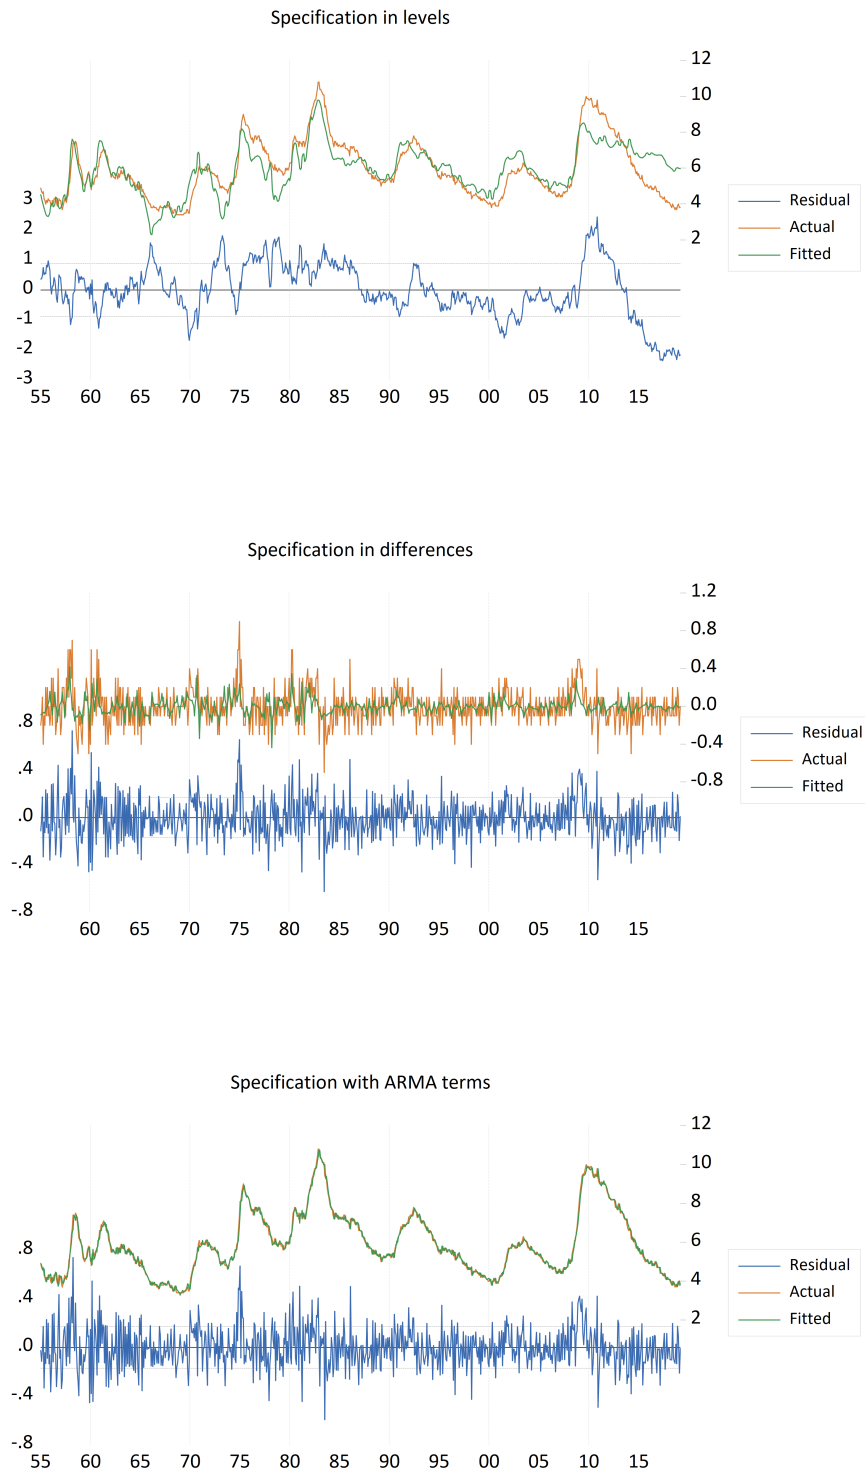 Specification in levels
12
10
8
6
4
2
3
2
1
0
-1
-2
-3
55 60 65 70 75 80 85 90 95 00 05 10 15
Residual
Actual
Fitted
Specification in differences
1.2
0.8
0.4
0.0
-0.4
-0.8
.8
.4
.0
-.4
-.8
60 65 70 75 80 85 90 95 00 05 10 15
Residual
Actual
Fitted
Specification with ARMA terms
12
10
8
6
4
2
.8
.4
.0
-.4
-.8
55 60 65 70 75 80 85 90 95 00 05 10 15
Residual
Actual
Fitted